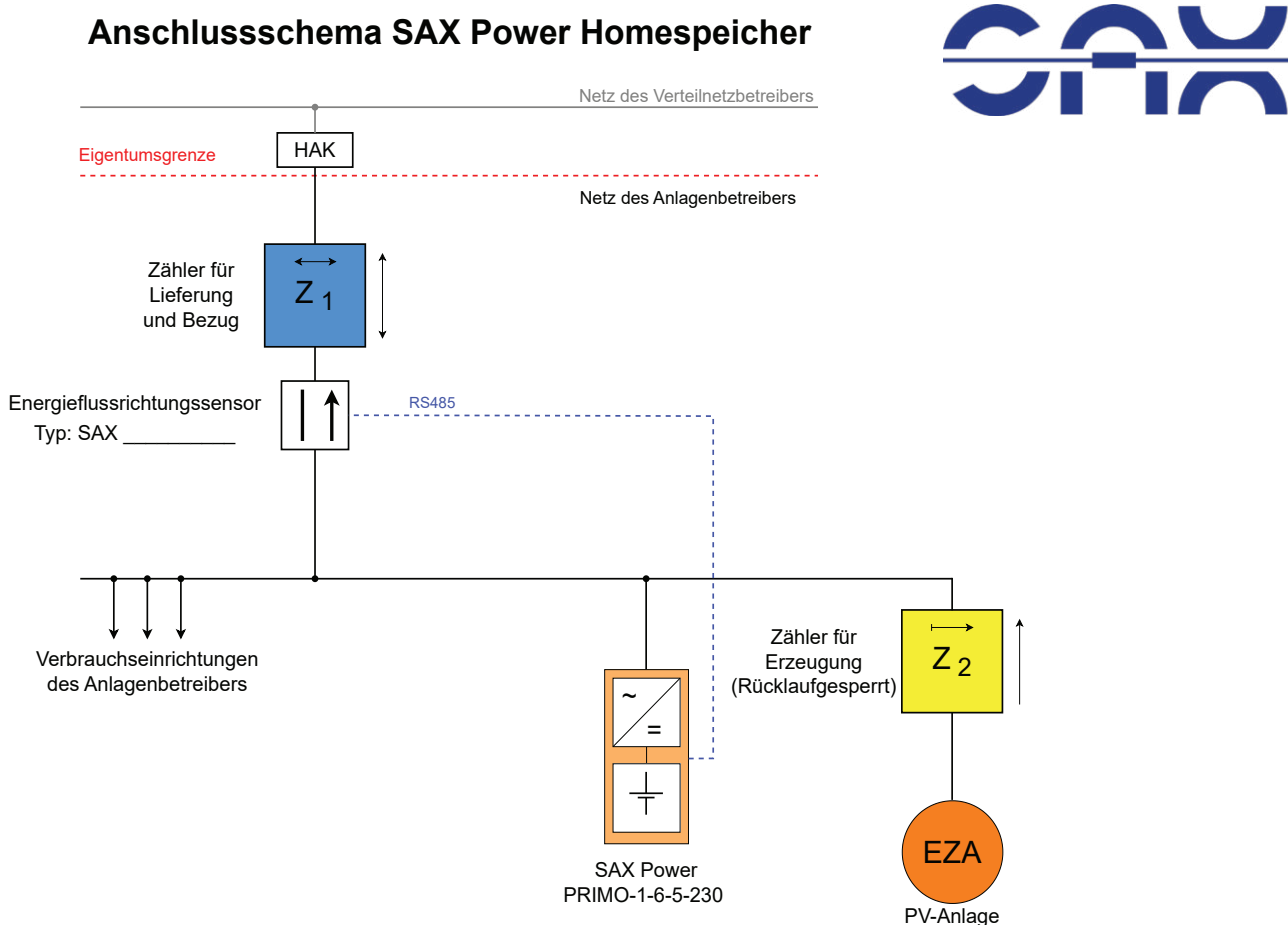 Anschlussschema SAX Power Homespeicher
SAX
Netz des Verteilnetzbetreibers
HAK
Eigentumsgrenze
Netz des Anlagenbetreibers
Zähler für
Lieferung
und Bezug
Z 1
Energieflussrichtungssensor
Typ: SAX __________
RS485
Verbrauchseinrichtungen
des Anlagenbetreibers
Zähler für
Erzeugung
(Rücklaufgesperrt)
Z 2
~
=
EZA
SAX Power
PRIMO-1-6-5-230
PV-Anlage